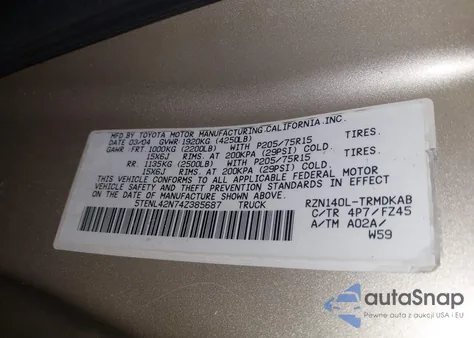 MFD BY TOYOTA MOTOR MANUFACTURING.CALIFORNIA.INC.
DATE 03/04 GVWR:1920KG (4250LB)
GAWR : FRT. 1000KG (2200LB) WITH P205/75R15 TIRES.
15X6J RIMS. AT 200KPA (29PSI) COLD.
RR. 1135KG (2500LB) WITH P205/75R15 TIRES.
15X6J RIMS. AT 200KPA (29PSI) COLD.
THIS VEHICLE CONFORMS TO ALL APPLICABLE FEDERAL MOTOR
VEHICLE SAFETY AND BUMPER AND THEFT PREVENTION STANDARDS
IN EFFECT ON THE DATE OF MANUFACTURE SHOWN ABOVE.
5TENL42N74Z385687 TRUCK
RZN140L-TRMDKAB
C/TR 4P7/FZ45
A/TM A02A/
W59
autoSnap
Pewne auta z aukcji USA i EU